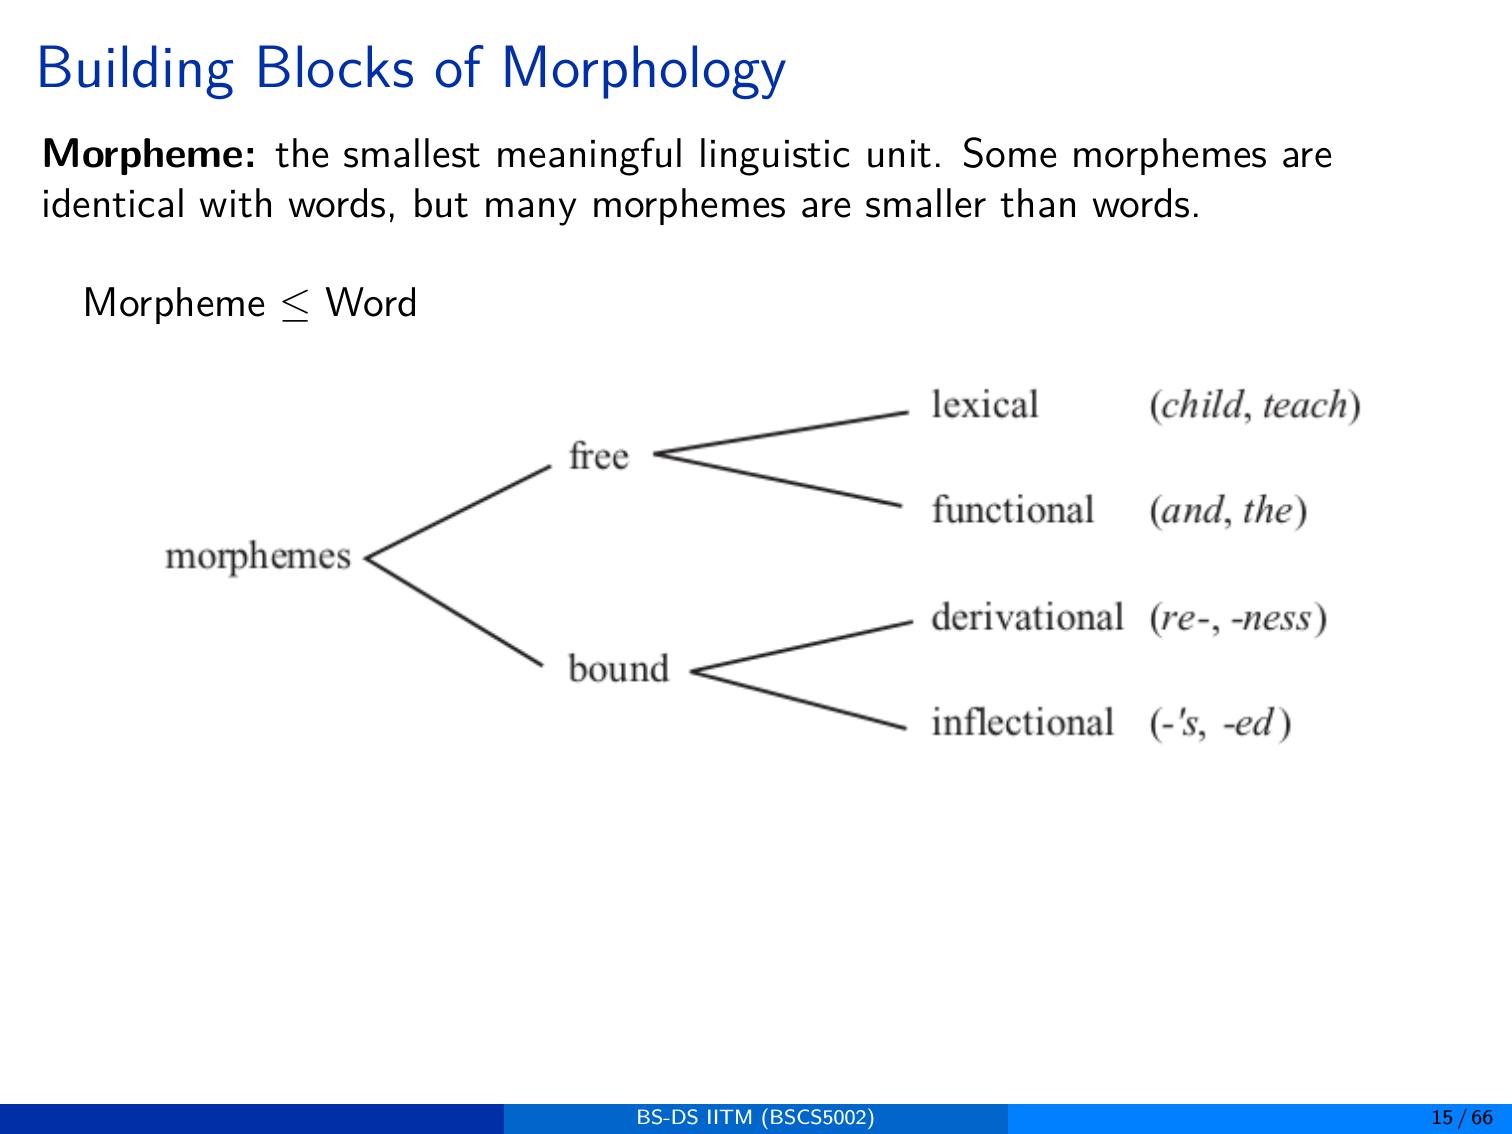 Building Blocks of Morphology
Morpheme: the smallest meaningful linguistic unit. Some morphemes are
identical with words, but many morphemes are smaller than words.
Morpheme ≤ Word
lexical (child, teach)
free
functional (and, the)
morphemes
derivational (re-, -ness)
bound
inflectional (-'s, -ed)
BS-DS IITM (BSCS5002) 15 / 66